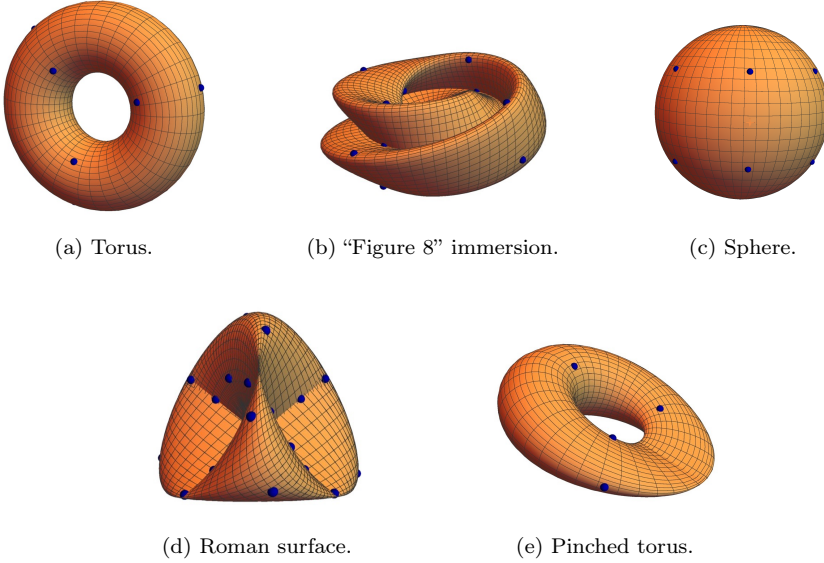 (a) Torus.
(b) “Figure 8” immersion.
(c) Sphere.
(d) Roman surface.
(e) Pinched torus.